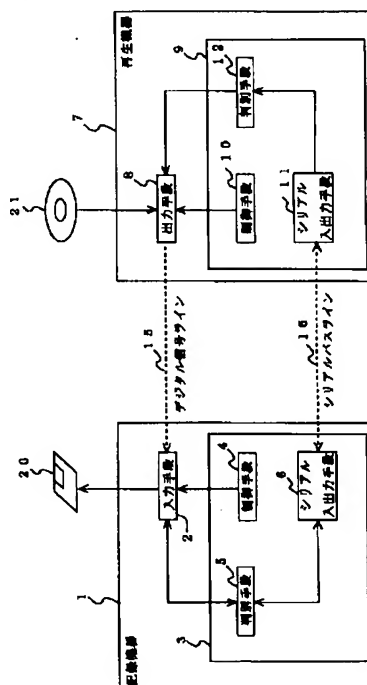 記録機器
1
20
3
入力手段
2
制御手段
4
判別手段
5
シリアル
入出力手段
6
デジタル信号ライン
15
シリアルバスライン
16
再生機器
7
21
出力手段
8
9
制御手段
10
判別手段
12
シリアル
入出力手段
11